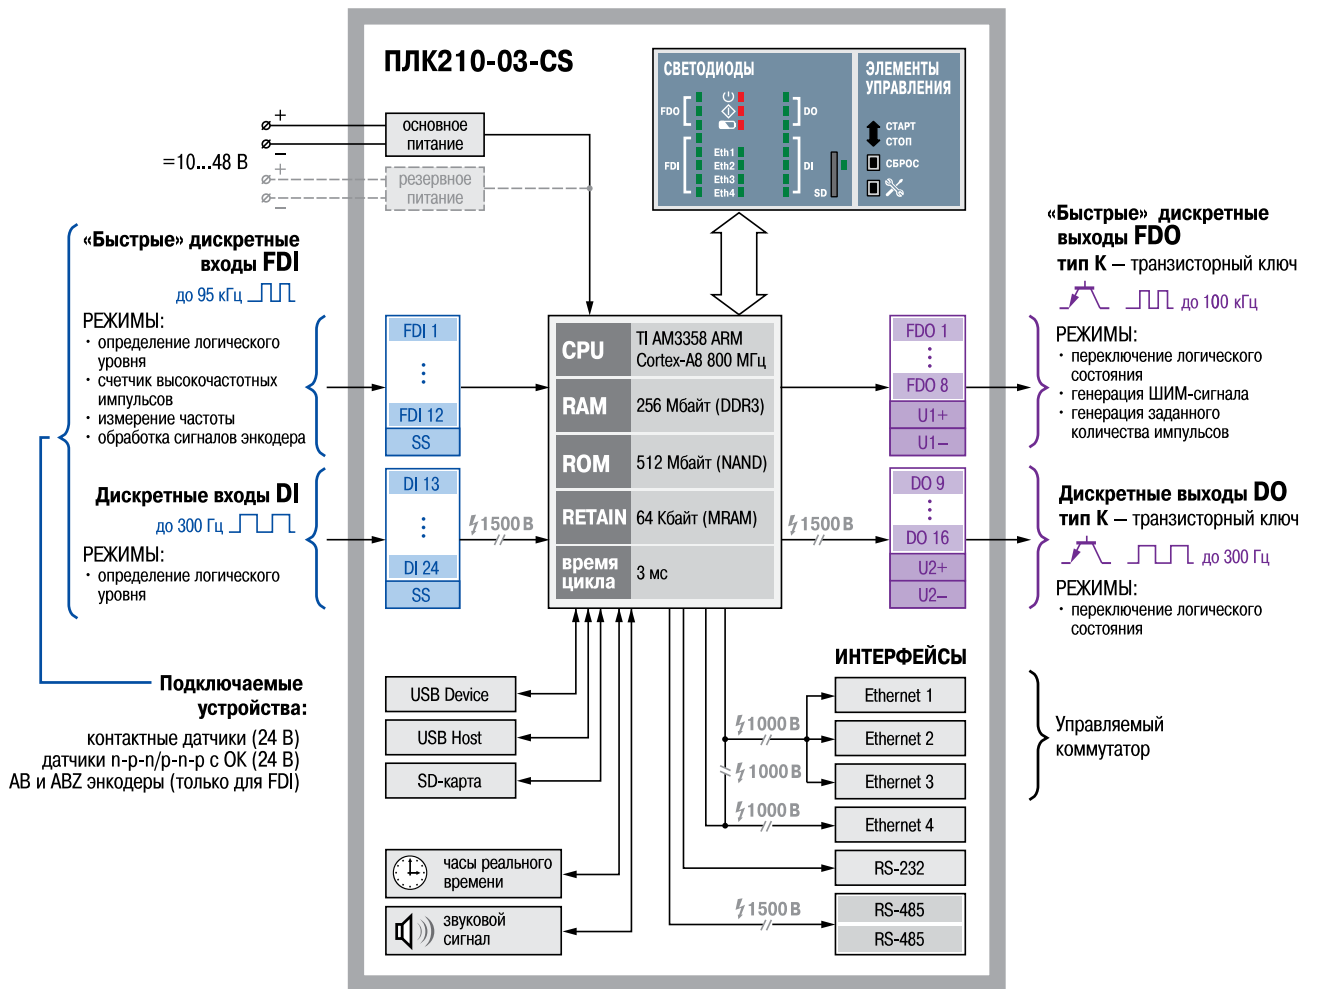 ПЛК210-03-CS
СВЕТОДИОДЫ
FDO
DO
FDI
Eth1
Eth2
Eth3
Eth4
DI
SD
ЭЛЕМЕНТЫ
УПРАВЛЕНИЯ
СТАРТ
СТОП
СБРОС
=10...48 В
+
–
+
–
основное
питание
резервное
питание
«Быстрые» дискретные
входы FDI
до 95 кГц
РЕЖИМЫ:
· определение логического
уровня
· счетчик высокочастотных
импульсов
· измерение частоты
· обработка сигналов энкодера
Дискретные входы DI
до 300 Гц
РЕЖИМЫ:
· определение логического
уровня
Подключаемые
устройства:
контактные датчики (24 В)
датчики n-p-n/p-n-p с ОК (24 В)
АВ и ABZ энкодеры (только для FDI)
FDI 1
FDI 12
SS
DI 13
DI 24
SS
1500 В
CPU
TI AM3358 ARM
Cortex-A8 800 МГц
RAM
256 Мбайт (DDR3)
ROM
512 Мбайт (NAND)
RETAIN
64 Кбайт (MRAM)
время
цикла
3 мс
1500 В
FDO 1
FDO 8
U1+
U1–
DO 9
DO 16
U2+
U2–
«Быстрые» дискретные
выходы FDO
тип К – транзисторный ключ
до 100 кГц
РЕЖИМЫ:
· переключение логического
состояния
· генерация ШИМ-сигнала
· генерация заданного
количества импульсов
Дискретные выходы DO
тип К – транзисторный ключ
до 300 Гц
РЕЖИМЫ:
· переключение логического
состояния
USB Device
USB Host
SD-карта
часы реального
времени
звуковой
сигнал
ИНТЕРФЕЙСЫ
Ethernet 1
1000 В
Ethernet 2
1000 В
Ethernet 3
1000 В
Ethernet 4
RS-232
1500 В
RS-485
RS-485
Управляемый
коммутатор